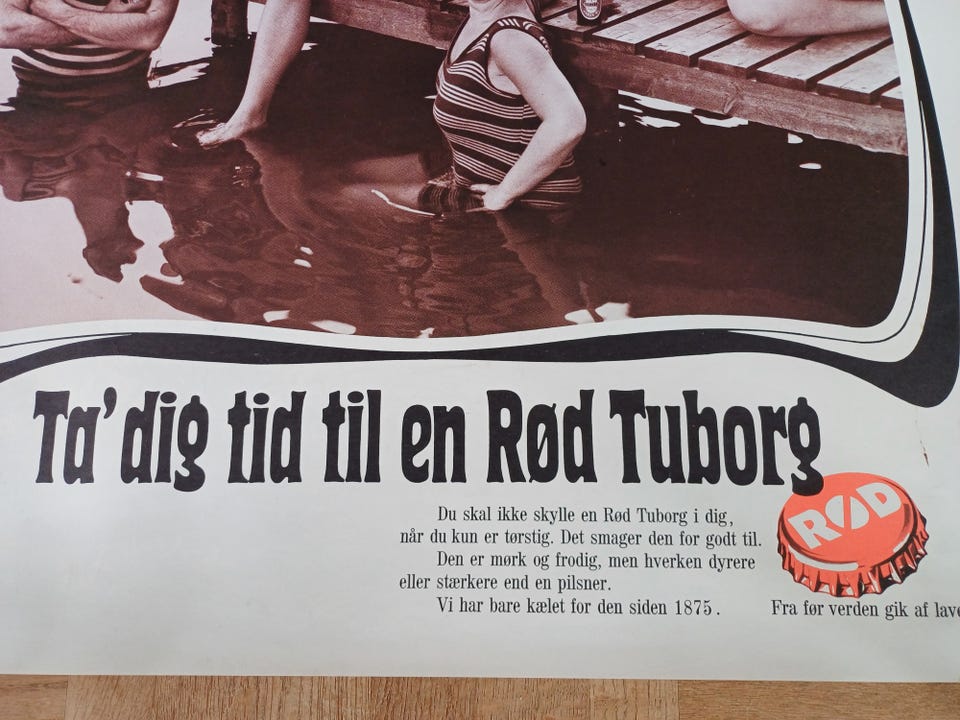 Ta' dig tid til en Rød Tuborg
RØD
Du skal ikke skylle en Rød Tuborg i dig,
når du kun er tørstig. Det smager den for godt til.
Den er mørk og frodig, men hverken dyrere
eller stærkere end en pilsner.
Vi har bare kælet for den siden 1875.
Fra før verden gik af lave